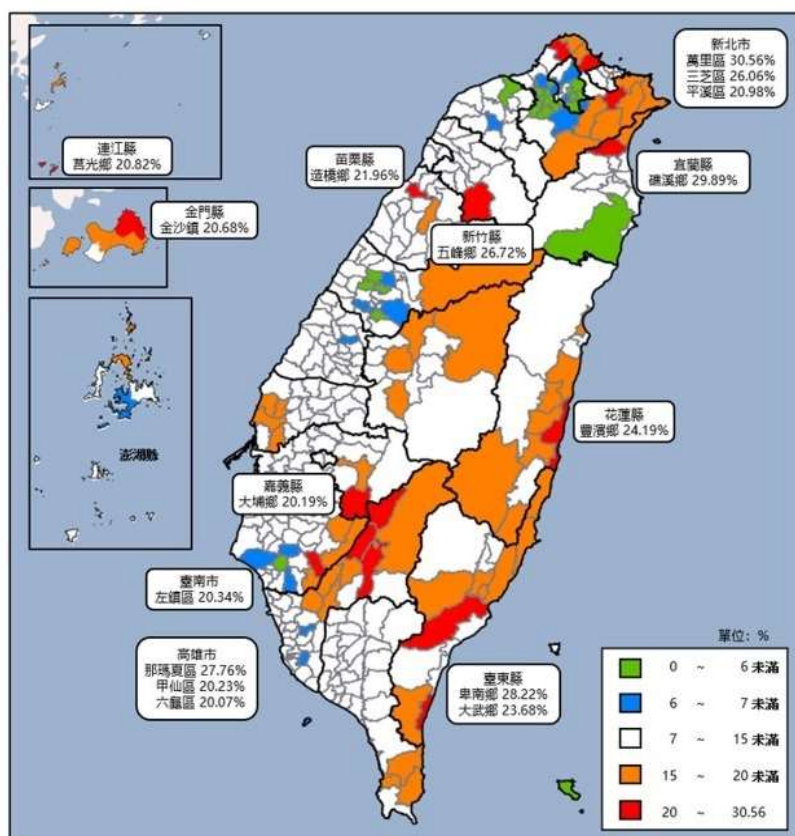 新北市
萬里區 30.56%
三芝區 26.06%
平溪區 20.98%
連江縣
莒光鄉 20.82%
苗栗縣
造橋鄉 21.96%
宜蘭縣
礁溪鄉 29.89%
金門縣
金沙鎮 20.68%
新竹縣
五峰鄉 26.72%
澎湖縣
花蓮縣
豐濱鄉 24.19%
嘉義縣
大埔鄉 20.19%
臺南市
左鎮區 20.34%
高雄市
那瑪夏區 27.76%
甲仙區 20.23%
六龜區 20.07%
臺東縣
卑南鄉 28.22%
大武鄉 23.68%
單位：%
0 ~ 6 未滿
6 ~ 7 未滿
7 ~ 15 未滿
15 ~ 20 未滿
20 ~ 30.56